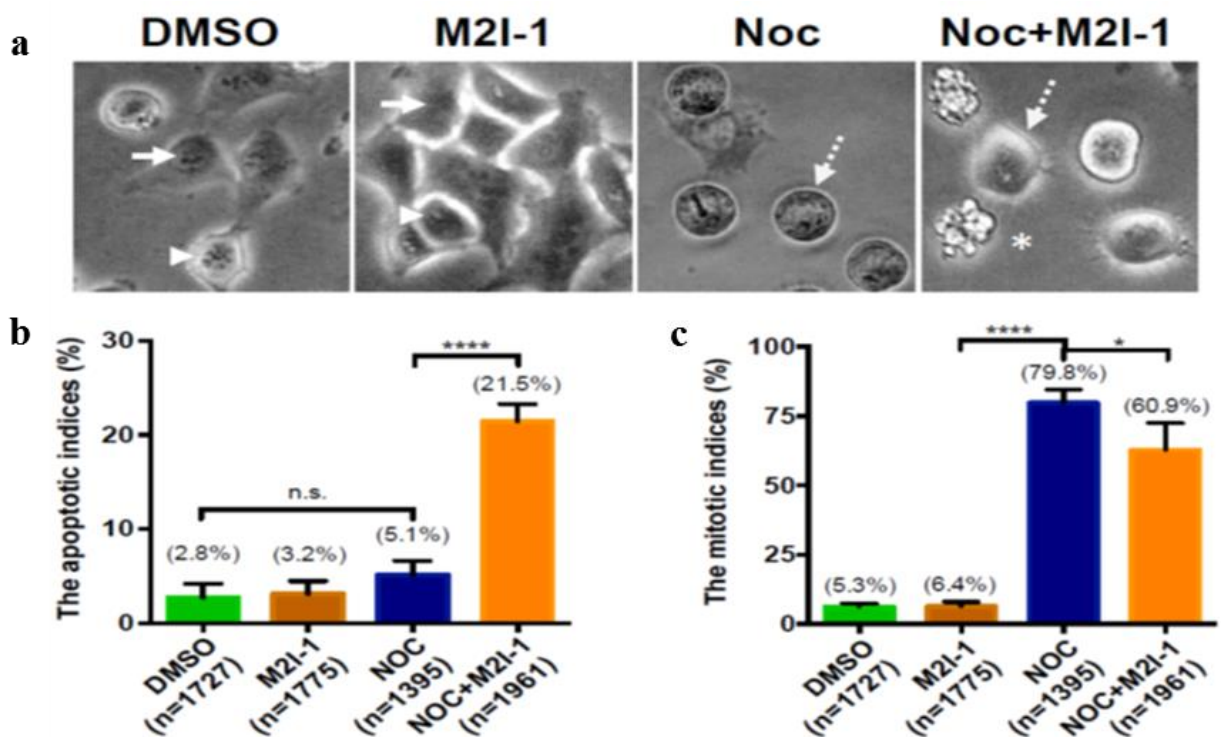 a
DMSO M2I-1 Noc Noc+M2I-1
*
b
The apoptotic indices (%)
30
20
10
0
n.s.
****
(2.8%)
(3.2%)
(5.1%)
(21.5%)
DMSO
(n=1727)
M2I-1
(n=1775)
NOC
(n=1395)
NOC+M2I-1
(n=1961)
c
The mitotic indices (%)
100
75
50
25
0
****
*
(5.3%)
(6.4%)
(79.8%)
(60.9%)
DMSO
(n=1727)
M2I-1
(n=1775)
NOC
(n=1395)
NOC+M2I-1
(n=1961)